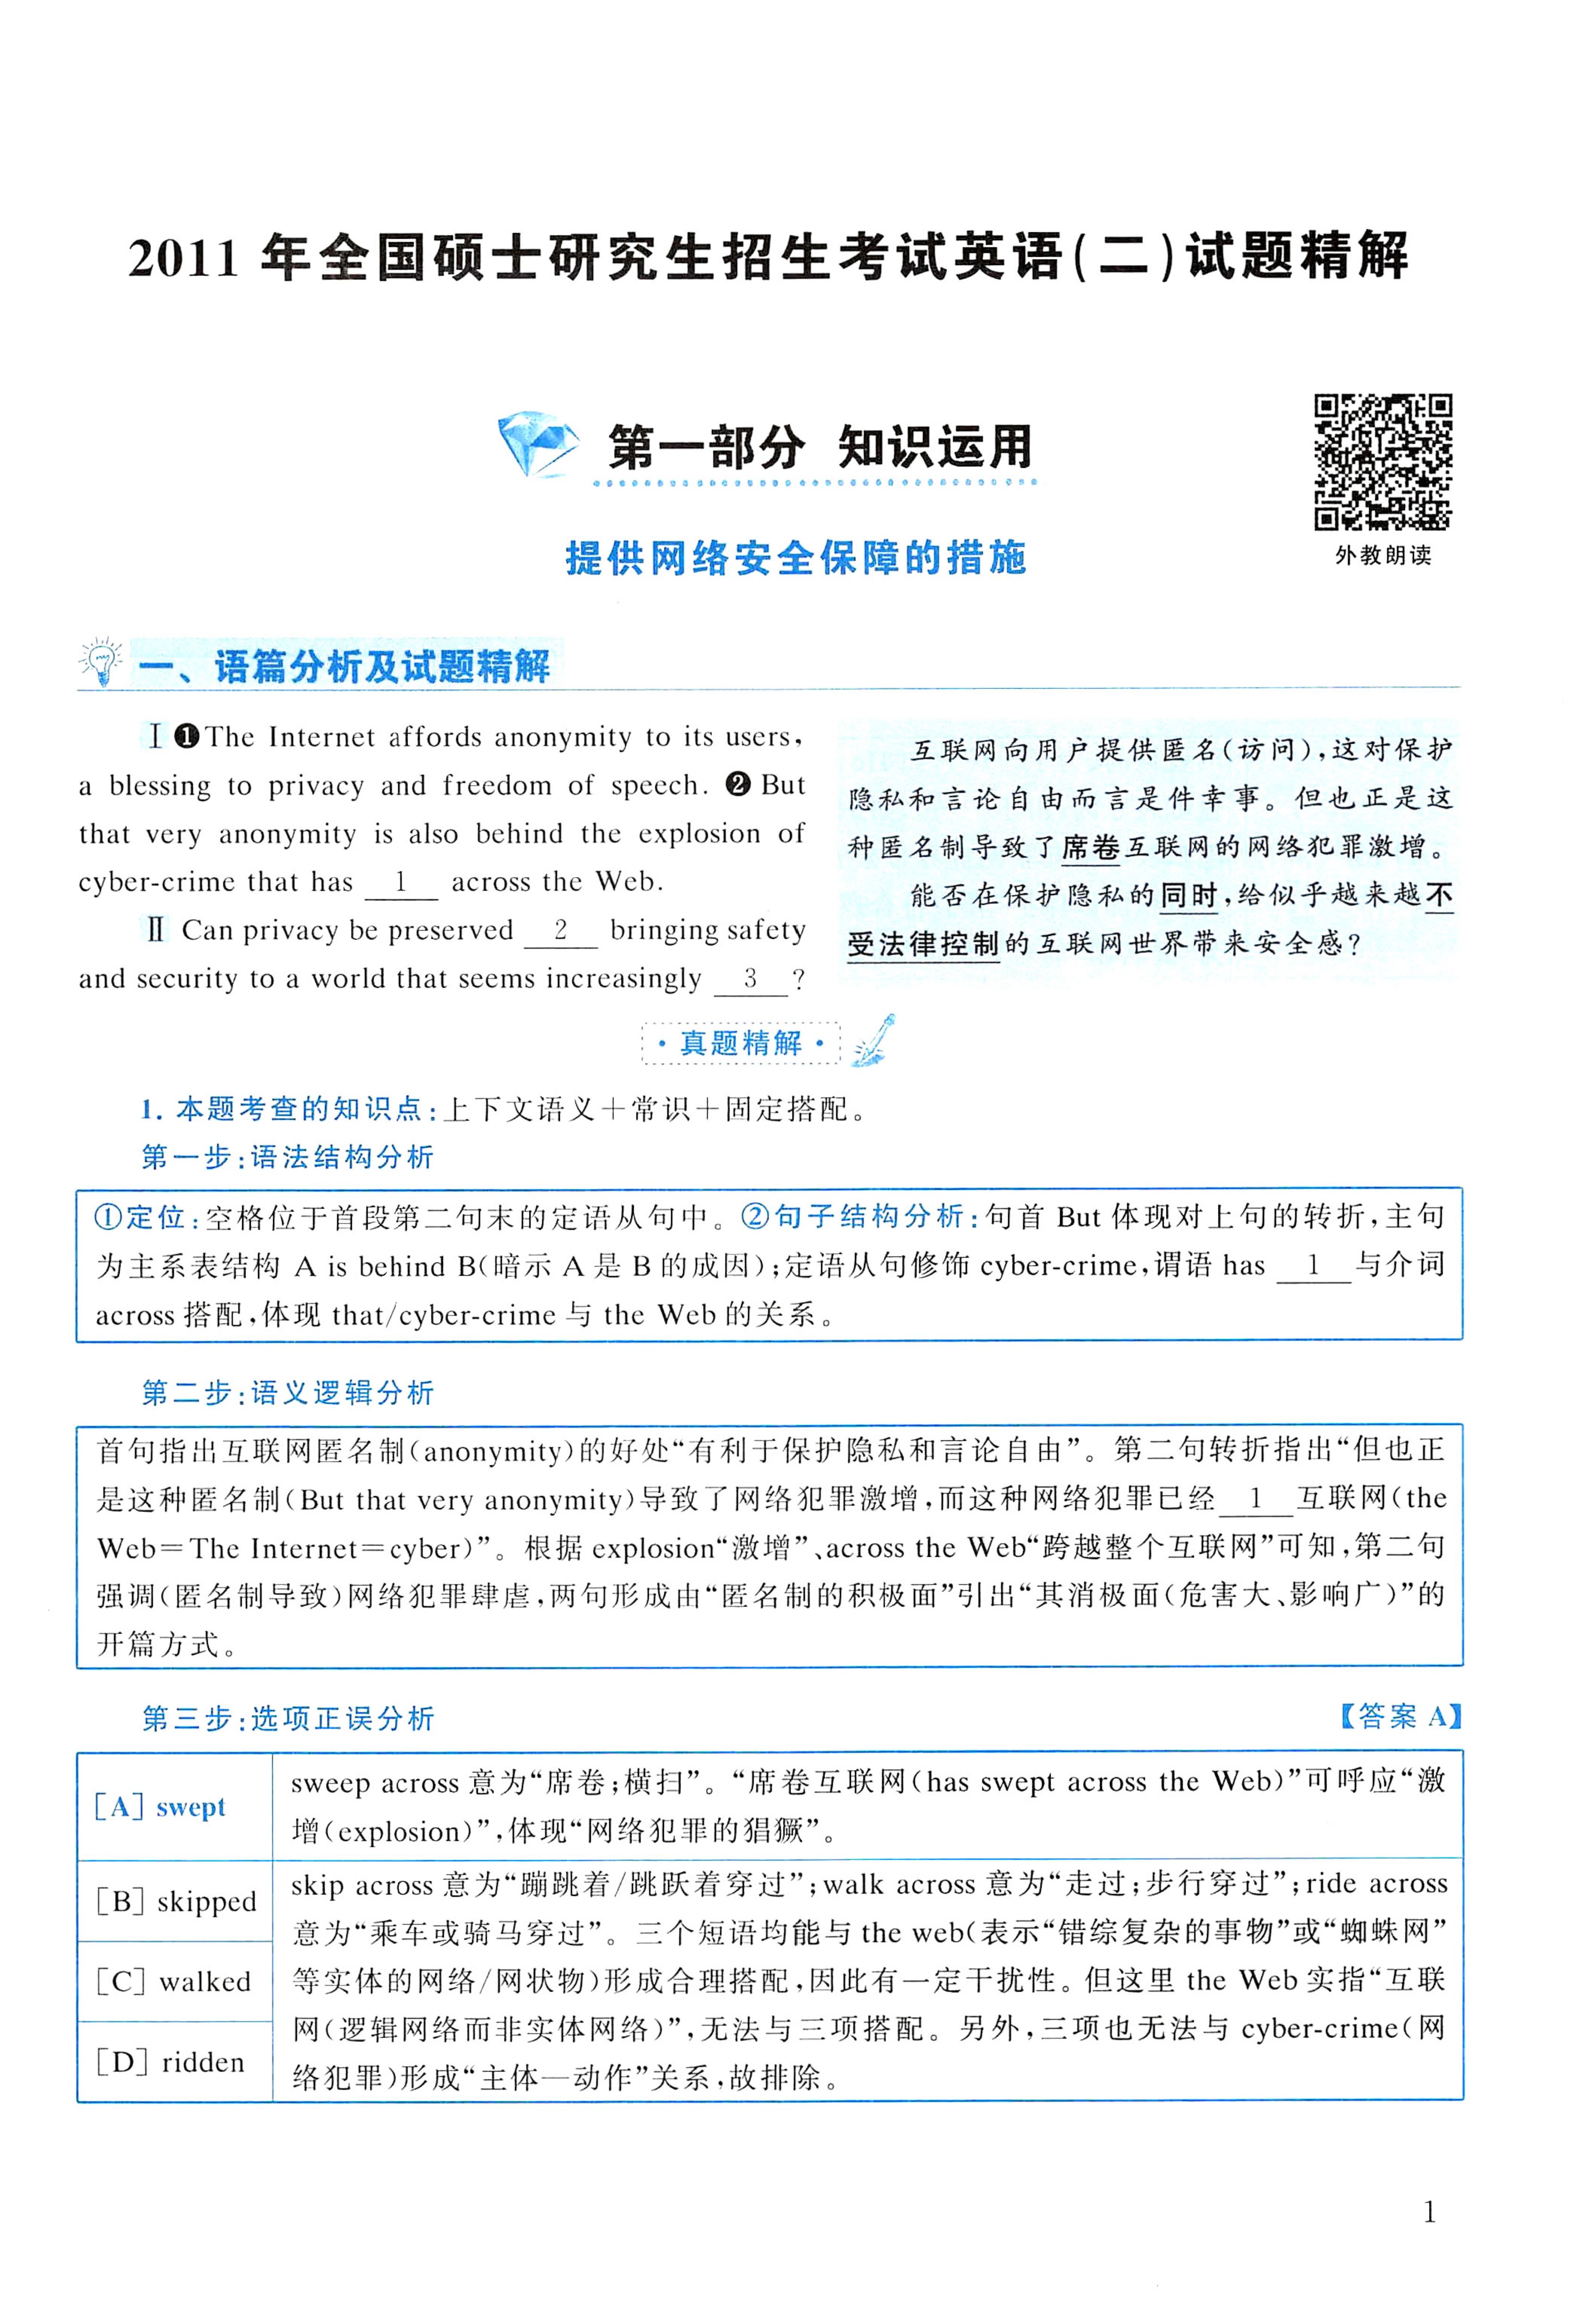 2011 年全国硕士研究生招生考试英语(二)试题精解
第一部分 知识运用
外教朗读
提供网络安全保障的措施
一、语篇分析及试题精解
Ⅰ ❶The Internet affords anonymity to its users,
a blessing to privacy and freedom of speech. ❷ But
that very anonymity is also behind the explosion of
cyber-crime that has 1 across the Web.
Ⅱ Can privacy be preserved 2 bringing safety
and security to a world that seems increasingly 3 ?
互联网向用户提供匿名(访问),这对保护
隐私和言论自由而言是件幸事。但也正是这
种匿名制导致了席卷互联网的网络犯罪激增。
能否在保护隐私的同时,给似乎越来越不
受法律控制的互联网世界带来安全感?
·真题精解·
1. 本题考查的知识点:上下文语义+常识+固定搭配。
第一步:语法结构分析
①定位:空格位于首段第二句末的定语从句中。②句子结构分析:句首 But 体现对上句的转折,主句
为主系表结构 A is behind B(暗示 A 是 B 的成因);定语从句修饰 cyber-crime,谓语 has 1 与介词
across 搭配,体现 that/cyber-crime 与 the Web 的关系。
第二步:语义逻辑分析
首句指出互联网匿名制(anonymity)的好处“有利于保护隐私和言论自由”。第二句转折指出“但也正
是这种匿名制(But that very anonymity)导致了网络犯罪激增,而这种网络犯罪已经 1 互联网(the
Web=The Internet=cyber)”。根据 explosion“激增”、across the Web“跨越整个互联网”可知,第二句
强调(匿名制导致)网络犯罪肆虐,两句形成由“匿名制的积极面”引出“其消极面(危害大、影响广)”的
开篇方式。
第三步:选项正误分析 【答案 A】
[A] swept
sweep across 意为“席卷;横扫”。“席卷互联网(has swept across the Web)”可呼应“激
增(explosion)”,体现“网络犯罪的猖獗”。
[B] skipped
[C] walked
[D] ridden
skip across 意为“蹦跳着/跳跃着穿过”;walk across 意为“走过;步行穿过”;ride across
意为“乘车或骑马穿过”。三个短语均能与 the web(表示“错综复杂的事物”或“蜘蛛网”
等实体的网络/网状物)形成合理搭配,因此有一定干扰性。但这里 the Web 实指“互联
网(逻辑网络而非实体网络)”,无法与三项搭配。另外,三项也无法与 cyber-crime(网
络犯罪)形成“主体—动作”关系,故排除。
1